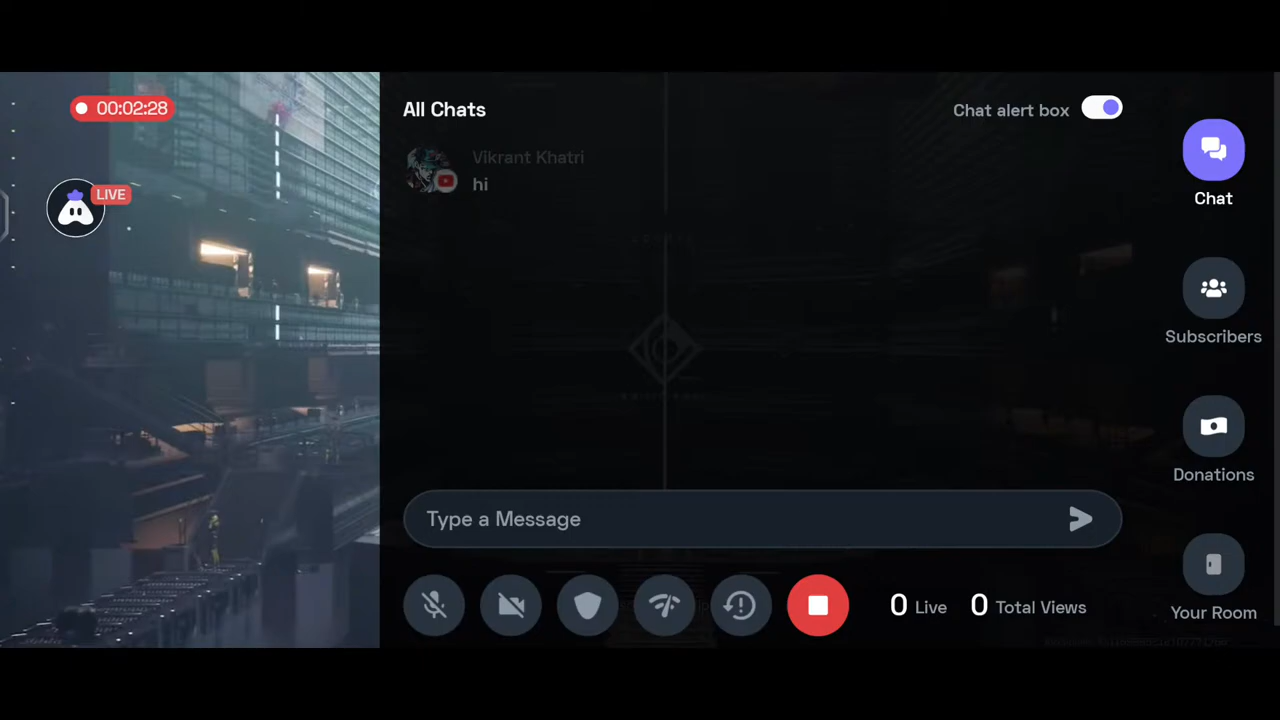 00:02:28
LIVE
All Chats
Chat alert box
Vikrant Khatri
hi
Chat
Subscribers
Donations
Type a Message
0 Live 0 Total Views
Your Room